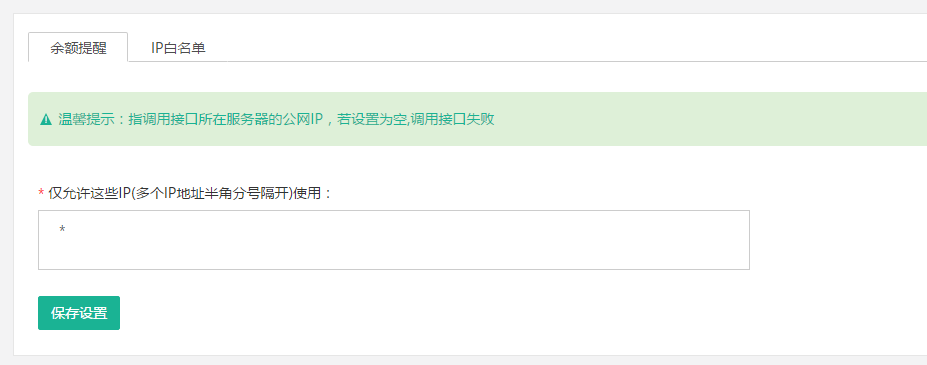 余额提醒 IP白名单
温馨提示：指调用接口所在服务器的公网IP，若设置为空,调用接口失败
* 仅允许这些IP(多个IP地址半角分号隔开)使用：
*
保存设置